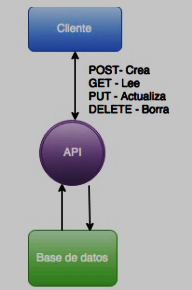 Cliente
POST- Crea
GET - Lee
PUT - Actualiza
DELETE - Borra
API
Base de datos